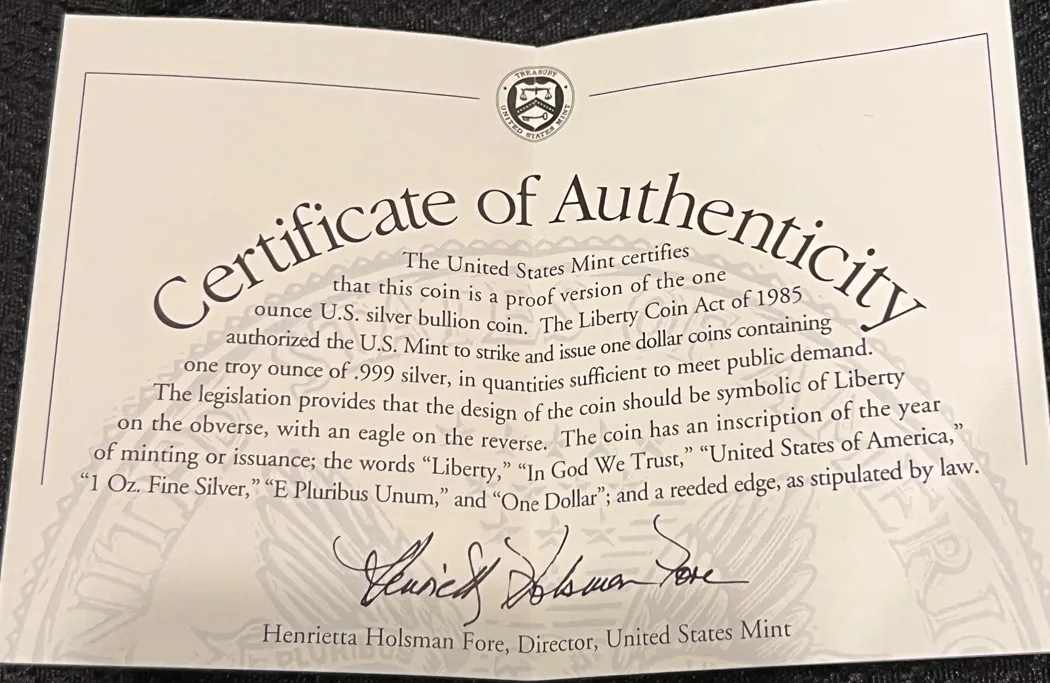 TREASURY
UNITED STATES MINT
Certificate of Authenticity
The United States Mint certifies
that this coin is a proof version of the one
ounce U.S. silver bullion coin. The Liberty Coin Act of 1985
authorized the U.S. Mint to strike and issue one dollar coins containing
one troy ounce of .999 silver, in quantities sufficient to meet public demand.
The legislation provides that the design of the coin should be symbolic of Liberty
on the obverse, with an eagle on the reverse. The coin has an inscription of the year
of minting or issuance; the words “Liberty,” “In God We Trust,” “United States of America,”
“1 Oz. Fine Silver,” “E Pluribus Unum,” and “One Dollar”; and a reeded edge, as stipulated by law.
Henrietta Holsman Fore
Henrietta Holsman Fore, Director, United States Mint